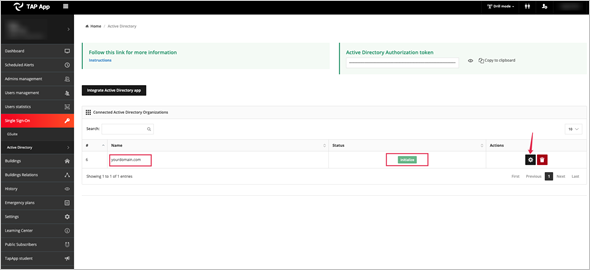 TAP App
Drill mode
Home / Active Directory
Follow this link for more information
Instructions
Active Directory Authorization token
Copy to clipboard
Integrate Active Directory app
Connected Active Directory Organizations
Search:
# Name Status Actions
yourdomain.com
Initialise
Showing 1 to 1 of 1 entries
First Previous 1 Next Last
Dashboard
Scheduled Alerts
Admins management
Users management
Users statistics
Single Sign-On
GSuite
Active Directory
Buildings
Buildings Relations
History
Emergency plans
Settings
Learning Center
Public Subscribers
TapApp student